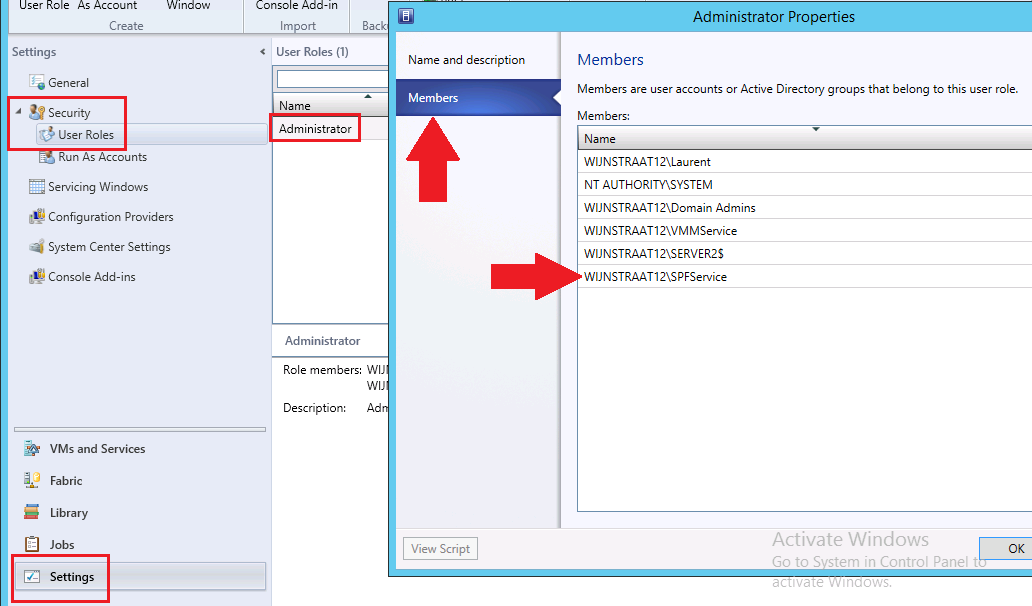 User Role As Account Window Console Add-in
Create Import Back
Settings
General
Security
User Roles
Run As Accounts
Servicing Windows
Configuration Providers
System Center Settings
Console Add-ins
VMs and Services
Fabric
Library
Jobs
Settings
User Roles (1)
Name
Administrator
Administrator
Role members: WIJN
WIJN
Description: Adm
Administrator Properties
Name and description
Members
Members
Members are user accounts or Active Directory groups that belong to this user role.
Members:
Name
WIJNSTRAAT12\Laurent
NT AUTHORITY\SYSTEM
WIJNSTRAAT12\Domain Admins
WIJNSTRAAT12\VMMService
WIJNSTRAAT12\SERVER2$
WIJNSTRAAT12\SPFService
View Script
OK
Activate Windows
Go to System in Control Panel to
activate Windows.